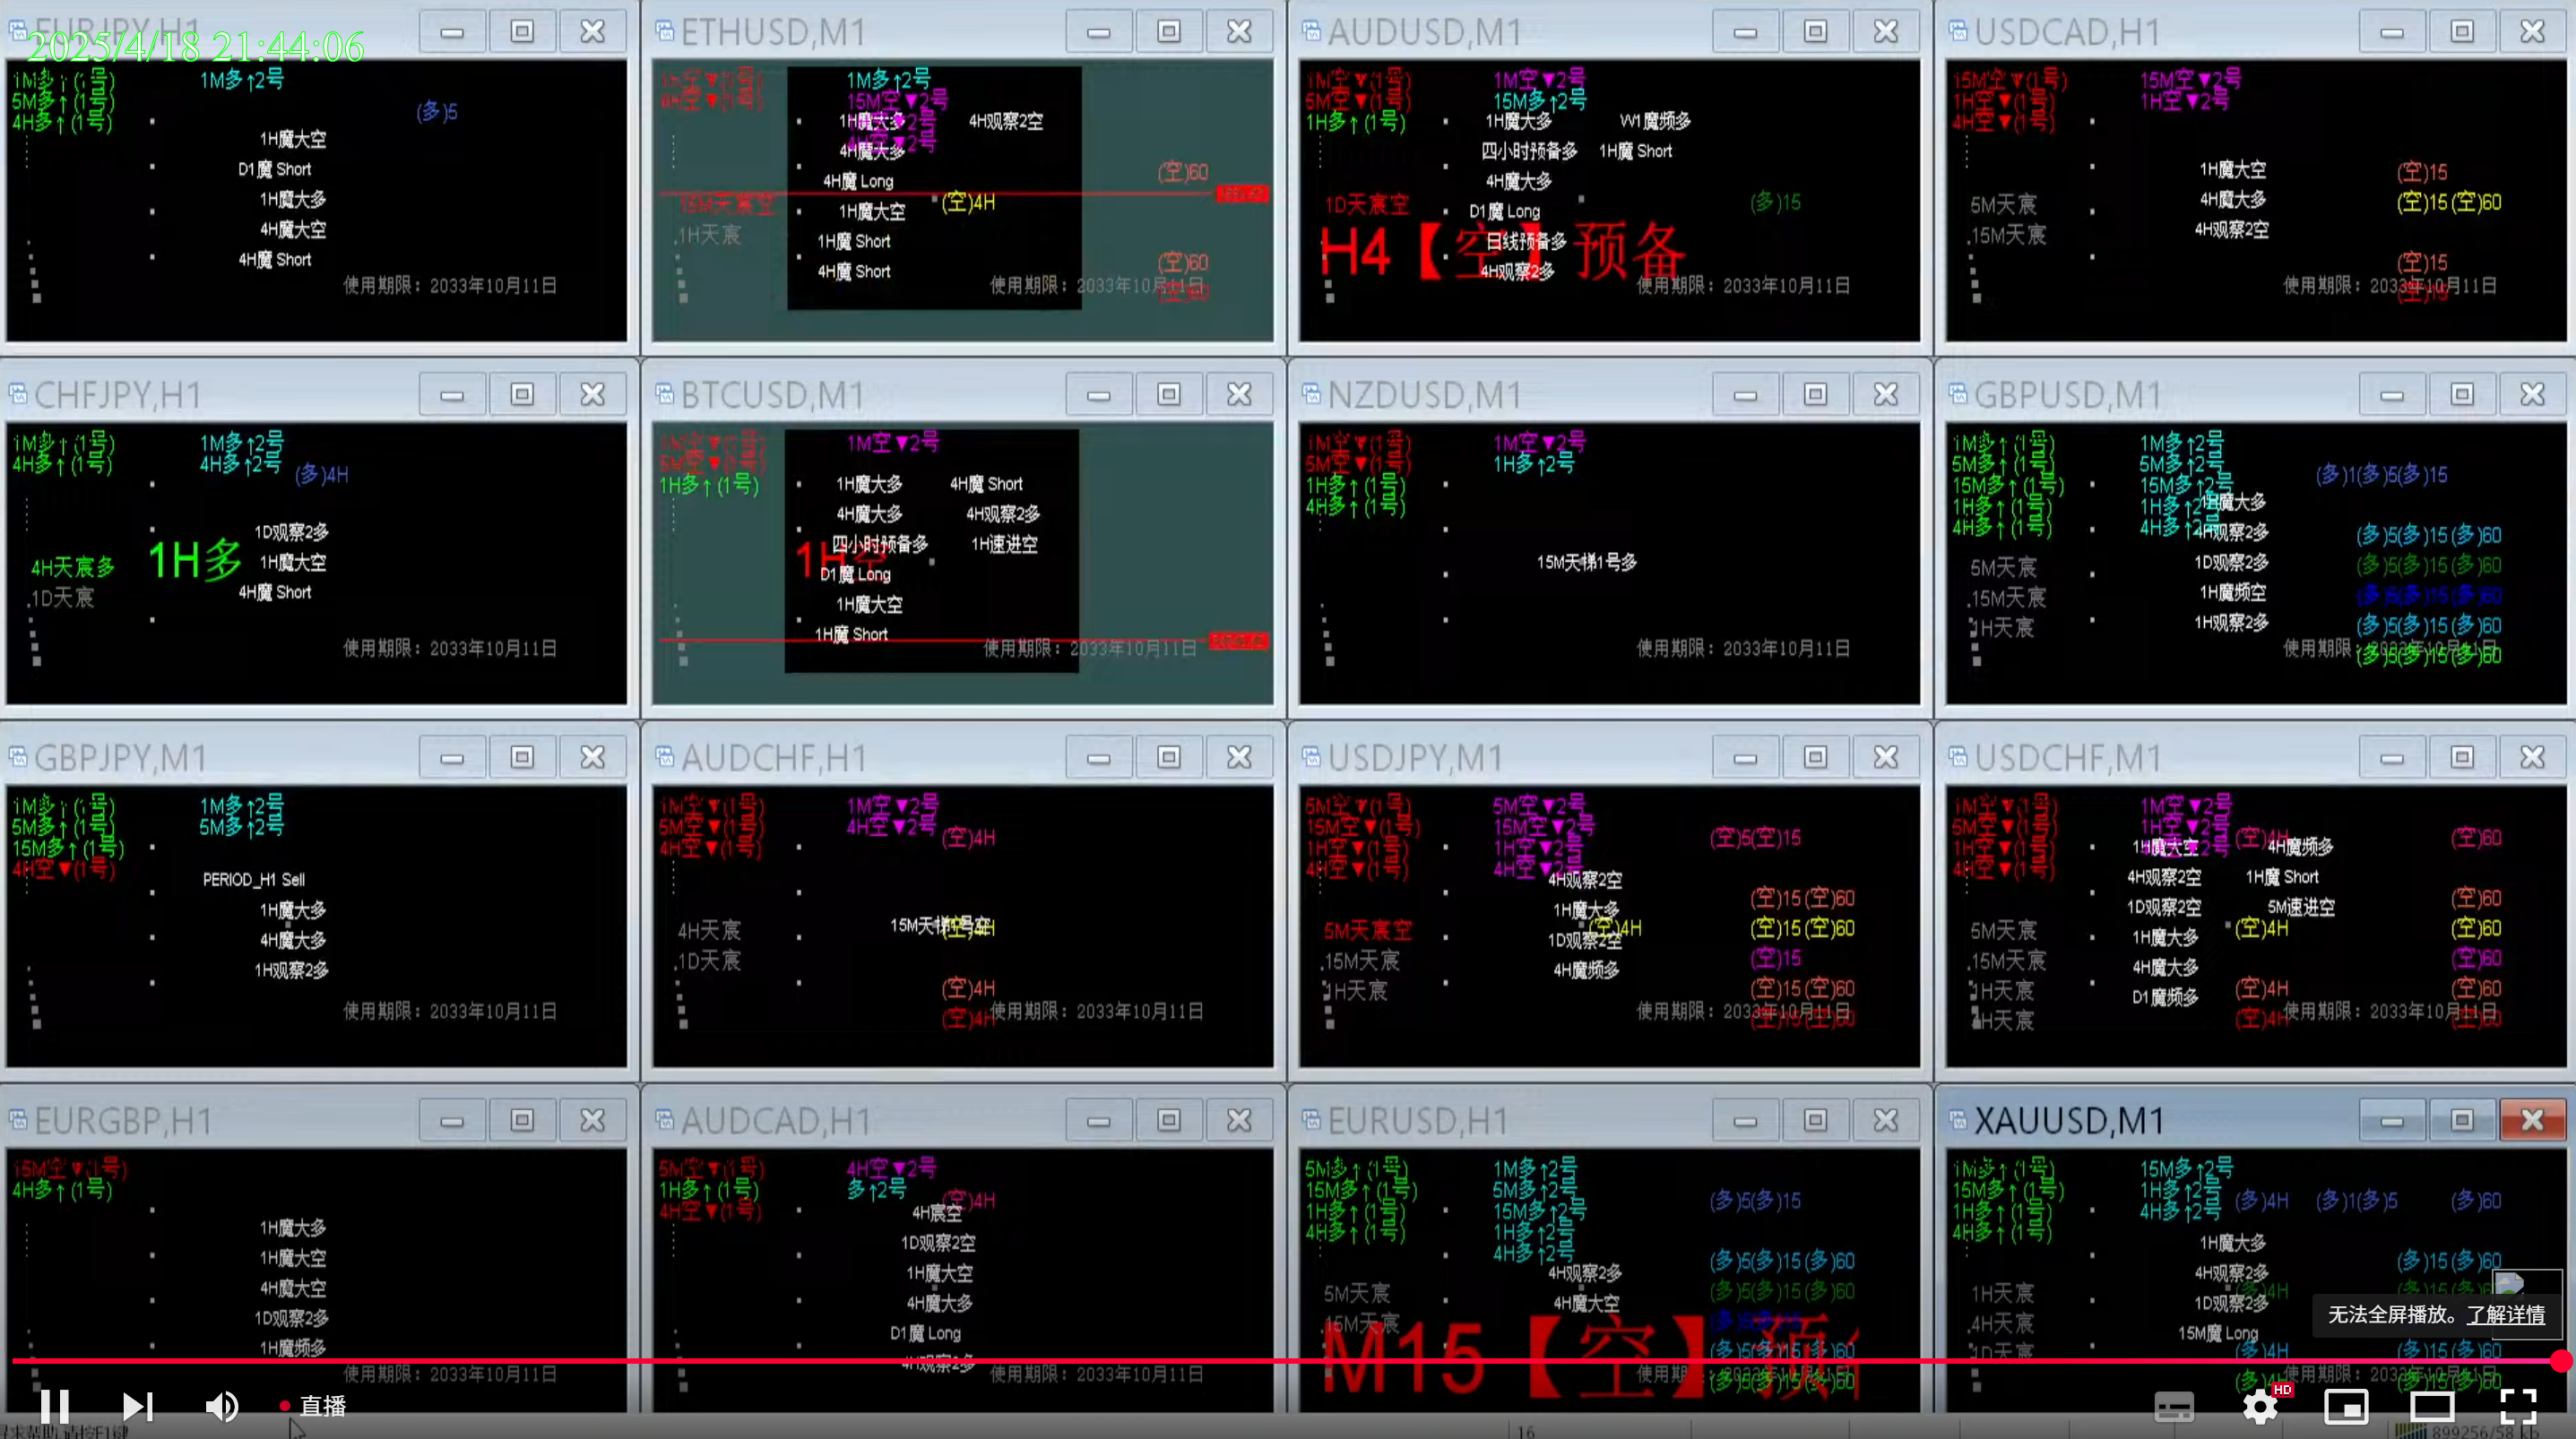 EURJPY,H1
2025/4/18 21:44:06
1M多↑(1号)
5M多↑(1号)
4H多↑(1号)
1M多↑2号
(多)5
1H魔大空
D1魔 Short
1H魔大多
4H魔大空
4H魔 Short
使用期限：2033年10月11日
ETHUSD,M1
1M多↑2号
15M空▼2号
1H魔大多
4H观察2空
4H魔大多
4H魔 Long
(空)60
15M天宸空
1H魔大空
(空)4H
.1H天宸
1H魔 Short
4H魔 Short
(空)60
使用期限：2033年10月11日
AUDUSD,M1
1M空▼(1号)
5M空▼(1号)
1H多↑(1号)
1M空▼2号
15M多↑2号
1H魔大多
W1魔频多
四小时预备多
1H魔 Short
4H魔大多
1D天宸空
D1魔 Long
(多)15
日线预备多
H4【空】预备
4H观察2多
使用期限：2033年10月11日
USDCAD,H1
15M空▼(1号)
1H空▼(1号)
4H空▼(1号)
15M空▼2号
1H空▼2号
1H魔大空
(空)15
4H魔大多
(空)15(空)60
5M天宸
4H观察2空
.15M天宸
(空)15
使用期限：2033年10月11日
CHFJPY,H1
1M多↑(1号)
4H多↑(1号)
1M多↑2号
4H多↑2号
(多)4H
1D观察2多
4H天宸多
1H多
1H魔大空
.1D天宸
4H魔 Short
使用期限：2033年10月11日
BTCUSD,M1
1M空▼(1号)
5M空▼(1号)
1H多↑(1号)
1M空▼2号
1H魔大多
4H魔 Short
4H魔大多
4H观察2多
四小时预备多
1H速进空
1H空
D1魔 Long
1H魔大空
1H魔 Short
使用期限：2033年10月11日
NZDUSD,M1
1M空▼(1号)
5M空▼(1号)
1H多↑(1号)
4H多↑(1号)
1M空▼2号
1H多↑2号
15M天梯1号多
使用期限：2033年10月11日
GBPUSD,M1
1M多↑(1号)
5M多↑(1号)
15M多↑(1号)
1H多↑(1号)
4H多↑(1号)
1M多↑2号
5M多↑2号
15M多↑2号
1H多↑2号
4H多↑2号
(多)1(多)5(多)15
1H魔大多
4H观察2多
(多)5(多)15(多)60
5M天宸
1D观察2多
(多)5(多)15(多)60
.15M天宸
1H魔频空
(多)5(多)15(多)60
1H天宸
1H观察2多
(多)5(多)15(多)60
使用期限：
(多)5(多)15(多)60
GBPJPY,M1
1M多↑(1号)
5M多↑(1号)
15M多↑(1号)
4H空▼(1号)
1M多↑2号
5M多↑2号
PERIOD_H1 Sell
1H魔大多
4H魔大多
1H观察2多
使用期限：2033年10月11日
AUDCHF,H1
1M空▼(1号)
5M空▼(1号)
4H空▼(1号)
1M空▼2号
4H空▼2号
(空)4H
4H天宸
15M天梯1号空
.1D天宸
(空)4H
(空)4H
使用期限：2033年10月11日
USDJPY,M1
5M空▼(1号)
15M空▼(1号)
1H空▼(1号)
4H空▼(1号)
5M空▼2号
15M空▼2号
1H空▼2号
4H空▼2号
(空)5(空)15
4H观察2空
1H魔大多
(空)15(空)60
5M天宸空
(空)4H
(空)15(空)60
1D观察2空
.15M天宸
(空)15
4H魔频多
1H天宸
(空)15(空)60
使用期限：2033年10月11日
USDCHF,M1
1M空▼(1号)
5M空▼(1号)
1H空▼(1号)
4H空▼(1号)
1M空▼2号
1H空▼2号
(空)4H
(空)60
1H魔大空
4H魔频多
4H观察2空
1H魔 Short
1D观察2空
5M速进空
(空)60
5M天宸
1H魔大多
(空)4H
(空)60
.15M天宸
4H魔大多
(空)60
1H天宸
D1魔频多
(空)4H
(空)60
4H天宸
(空)4H
使用期限：2033年10月11日
EURGBP,H1
15M空▼(1号)
4H多↑(1号)
1H魔大多
1H魔大空
4H魔大空
1D观察2多
1H魔频多
使用期限：2033年10月11日
AUDCAD,H1
5M空▼(1号)
1H多↑(1号)
4H空▼(1号)
4H空▼2号
多↑2号
(空)4H
4H宸空
1D观察2空
1H魔大空
4H魔大多
D1魔 Long
4H观察2多
使用期限：2033年10月11日
EURUSD,H1
5M多↑(1号)
15M多↑(1号)
1H多↑(1号)
4H多↑(1号)
1M多↑2号
5M多↑2号
15M多↑2号
1H多↑2号
4H多↑2号
(多)5(多)15
4H观察2多
(多)5(多)15(多)60
5M天宸
4H魔大空
(多)5(多)15(多)60
.15M天宸
M15【空】预
(多)5(多)15(多)60
(多)5(多)15(多)60
XAUUSD,M1
1M多↑(1号)
15M多↑(1号)
1H多↑(1号)
4H多↑(1号)
15M多↑2号
1H多↑2号
4H多↑2号
(多)4H
(多)1(多)5
(多)60
1H魔大多
4H观察2多
(多)15(多)60
1H天宸
1D观察2多
.4H天宸
15M魔 Long
1D天宸
(多)4H
(多)15(多)60
无法全屏播放。了解详情
直播
HD
16
899256/58 kb